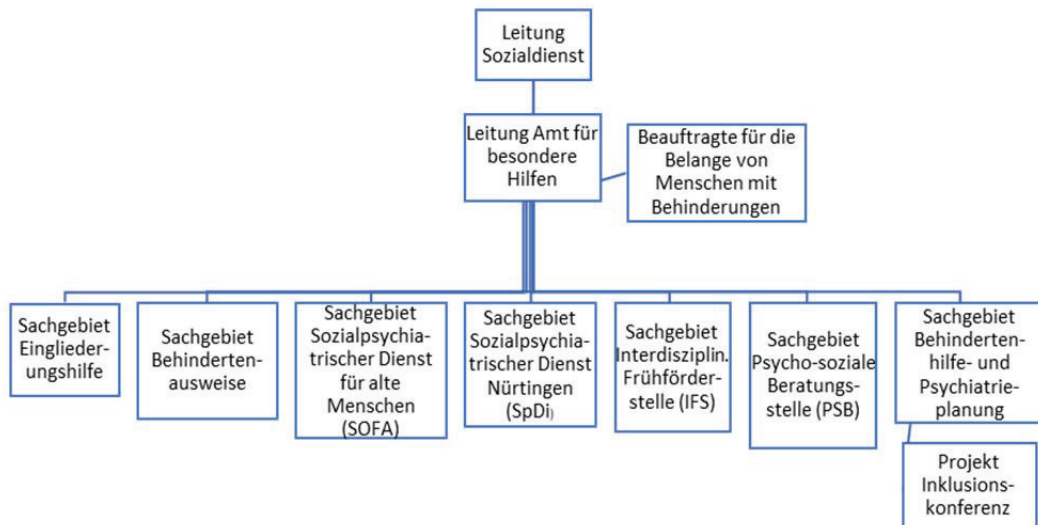 Leitung
Sozialdienst
Leitung Amt für
besondere
Hilfen
Beauftragte für die
Belange von
Menschen mit
Behinderungen
Sachgebiet
Einglieder-
ungshilfe
Sachgebiet
Behinderten-
ausweise
Sachgebiet
Sozialpsychia-
trischer Dienst
für alte
Menschen
(SOFA)
Sachgebiet
Sozialpsychia-
trischer Dienst
Nürtingen
(SpDi)
Sachgebiet
Interdisziplin.
Frühförder-
stelle (IFS)
Sachgebiet
Psycho-soziale
Beratungs-
stelle (PSB)
Sachgebiet
Behinderten-
hilfe- und
Psychiatrie-
planung
Projekt
Inklusions-
konferenz